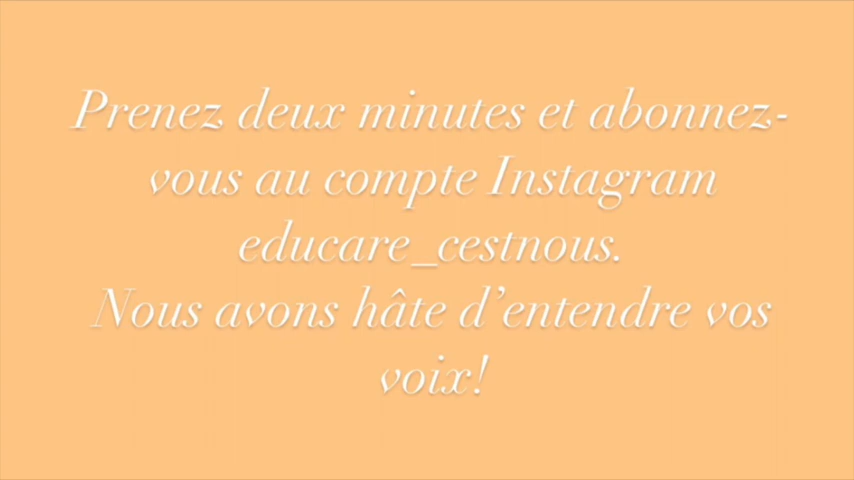 Prenez deux minutes et abonnez-
vous au compte Instagram
educare_cestnous.
Nous avons hâte d’entendre vos
voix!